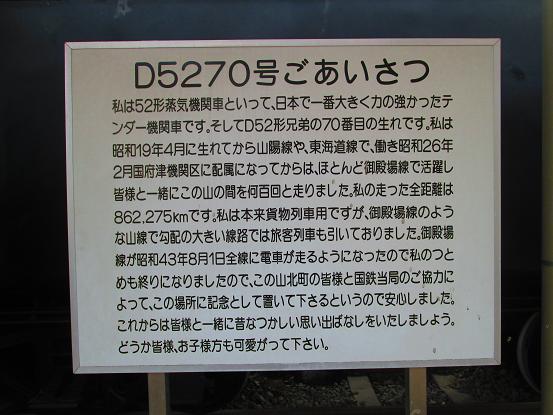 D5270号ごあいさつ
私は52形蒸気機関車といって、日本で一番大きく力の強かったテ
ンダー機関車です。そしてD52形兄弟の70番目の生れです。私は
昭和19年4月に生れてから山陽線や、東海道線で、働き昭和26年
2月国府津機関区に配属になってからは、ほとんど御殿場線で活躍し
皆様と一緒にこの山の間を何百回と走りました。私の走った全距離は
862,275kmです。私は本来貨物列車用ですが、御殿場線のよう
な山線で勾配の大きい線路では旅客列車も引いておりました。御殿場
線が昭和43年8月1日全線に電車が走るようになったので私のつと
めも終りになりましたので、この山北町の皆様と国鉄当局のご協力に
よって、この場所に記念として置いて下さるというので安心しました。
これからは皆様と一緒に昔なつかしい思い出ばなしをいたしましょう。
どうか皆様、お子様方も可愛がって下さい。